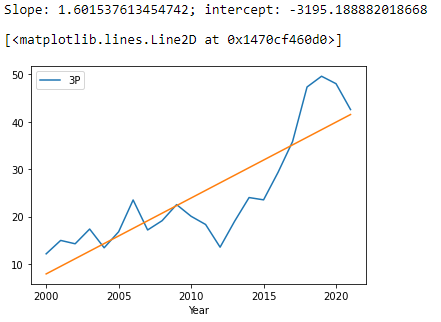 Slope: 1.601537613454742; intercept: -3195.188882018668
[<matplotlib.lines.Line2D at 0x1470cf460d0>]
50
3P
40
30
20
10
2000 2005 2010 2015 2020
Year